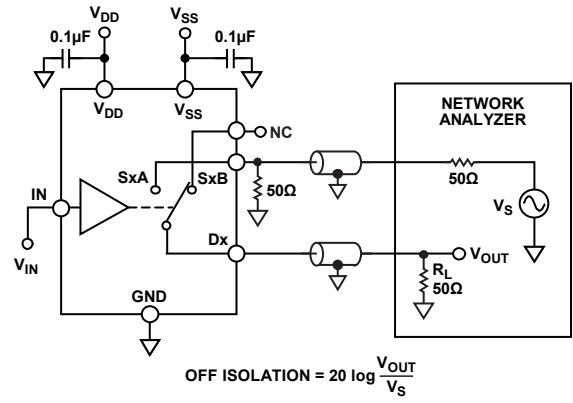 VDD
VSS
0.1µF
0.1µF
VDD
VSS
NETWORK
ANALYZER
NC
SxA
SxB
50Ω
50Ω
VS
IN
VIN
Dx
VOUT
RL
50Ω
GND
OFF ISOLATION = 20 log VOUT/VS